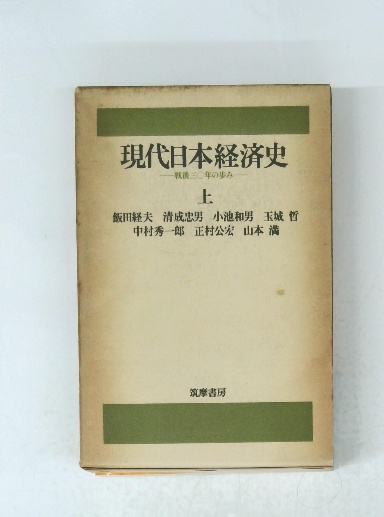 現代日本経済史
――戦後三〇年の歩み――
上
飯田経夫 清成忠男 小池和男 玉城 哲
中村秀一郎 正村公宏 山本 満
筑摩書房